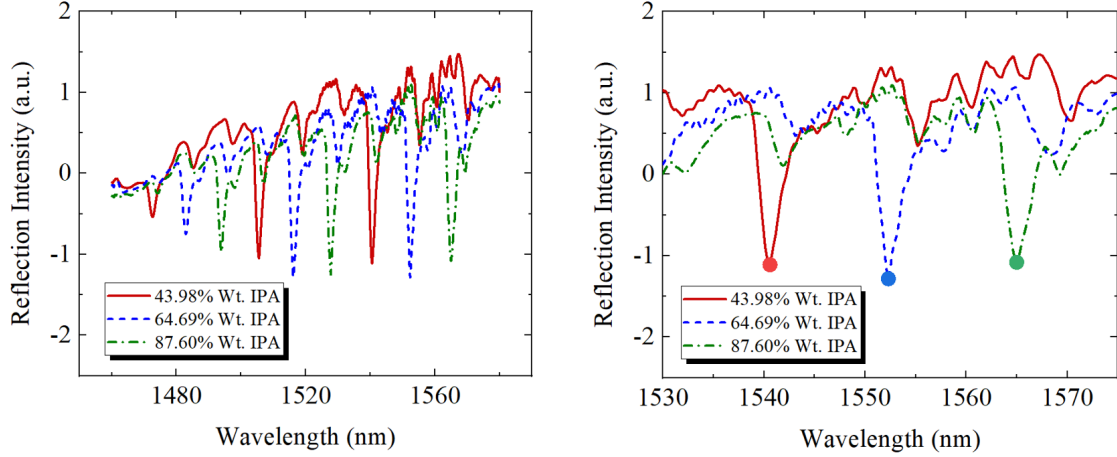 2
1
0
-1
-2
Reflection Intensity (a.u.)
43.98% Wt. IPA
64.69% Wt. IPA
87.60% Wt. IPA
1480
1520
1560
Wavelength (nm)
2
1
0
-1
-2
Reflection Intensity (a.u.)
43.98% Wt. IPA
64.69% Wt. IPA
87.60% Wt. IPA
1530
1540
1550
1560
1570
Wavelength (nm)